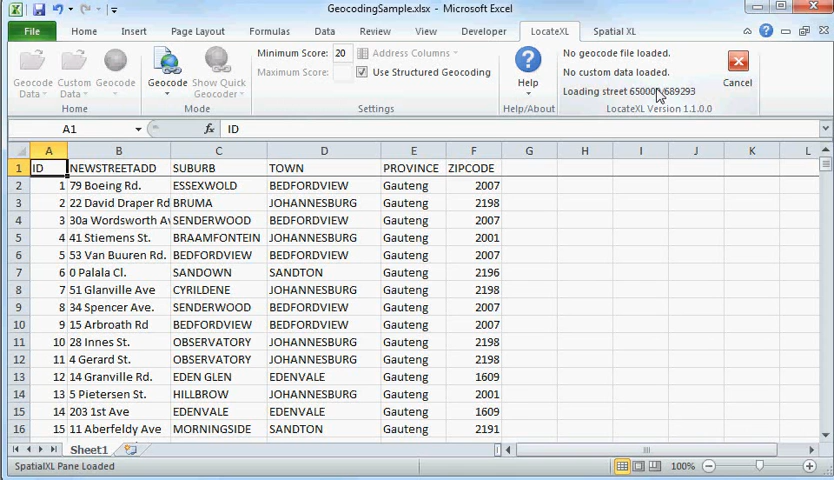 GeocodingSample.xlsx - Microsoft Excel
File Home Insert Page Layout Formulas Data Review View Developer LocateXL Spatial XL
Geocode Data Custom Data Geocode Show Quick Geocoder Minimum Score: 20 Address Columns Help No geocode file loaded. Cancel
Maximum Score: Use Structured Geocoding No custom data loaded.
Loading street 650000/689293
Home Mode Settings Help/About LocateXL Version 1.1.0.0
A1 fx ID
A B C D E F G H I J K L
1 ID NEWSTREETADD SUBURB TOWN PROVINCE ZIPCODE
2 1 79 Boeing Rd. ESSEXWOLD BEDFORDVIEW Gauteng 2007
3 2 22 David Draper Rd BRUMA JOHANNESBURG Gauteng 2198
4 3 30a Wordsworth Av SENDERWOOD BEDFORDVIEW Gauteng 2007
5 4 41 Stiemens St. BRAAMFONTEIN JOHANNESBURG Gauteng 2001
6 5 53 Van Buuren Rd. BEDFORDVIEW BEDFORDVIEW Gauteng 2007
7 6 0 Palala Cl. SANDOWN SANDTON Gauteng 2196
8 7 51 Glanville Ave CYRILDENE JOHANNESBURG Gauteng 2198
9 8 34 Spencer Ave. SENDERWOOD BEDFORDVIEW Gauteng 2007
10 9 15 Arbroath Rd BEDFORDVIEW BEDFORDVIEW Gauteng 2007
11 10 28 Innes St. OBSERVATORY JOHANNESBURG Gauteng 2198
12 11 4 Gerard St. OBSERVATORY JOHANNESBURG Gauteng 2198
13 12 14 Granville Rd. EDEN GLEN EDENVALE Gauteng 1609
14 13 5 Pietersen St. HILLBROW JOHANNESBURG Gauteng 2001
15 14 203 1st Ave EDENVALE EDENVALE Gauteng 1609
16 15 11 Aberfeldy Ave MORNINGSIDE SANDTON Gauteng 2191
Sheet1
SpatialXL Pane Loaded 100%